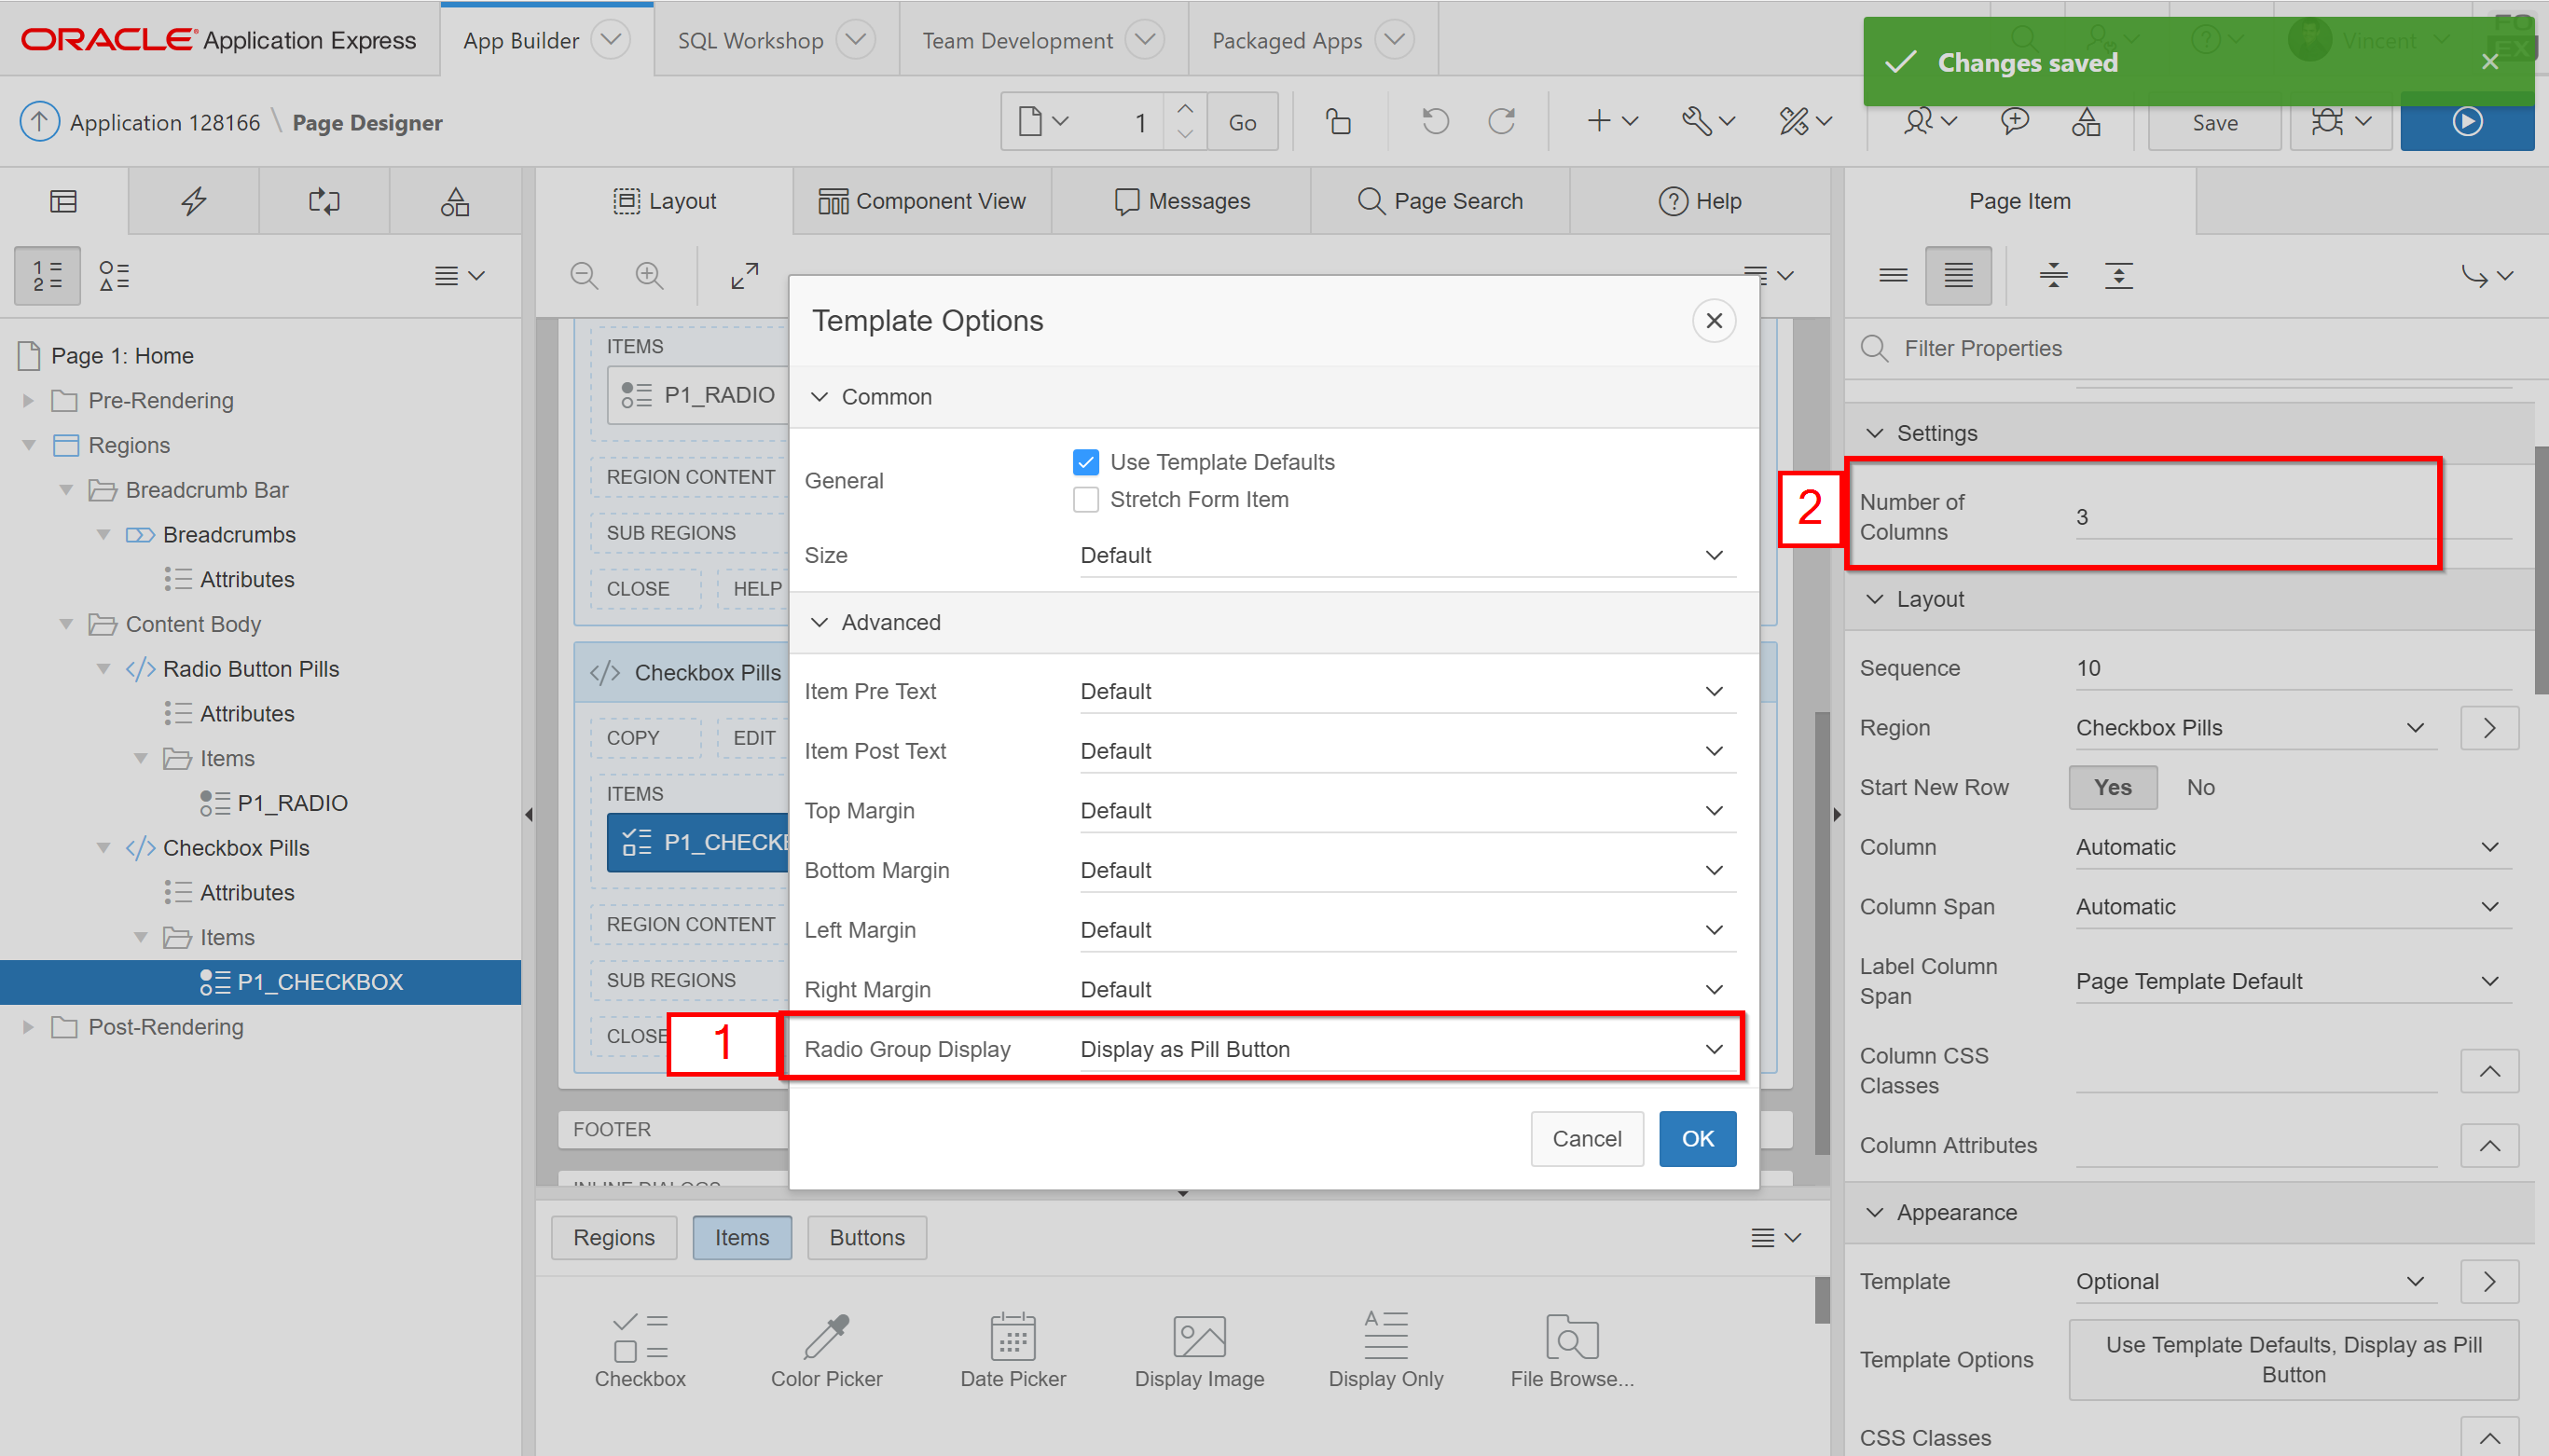 ORACLE Application Express
App Builder
SQL Workshop
Team Development
Packaged Apps
Vincent
Changes saved
Application 128166 \ Page Designer
1
Go
Save
Layout
Component View
Messages
Page Search
Help
Page Item
Filter Properties
Page 1: Home
Pre-Rendering
Regions
Breadcrumb Bar
Breadcrumbs
Attributes
Content Body
Radio Button Pills
Attributes
Items
P1_RADIO
Checkbox Pills
Attributes
Items
P1_CHECKBOX
Post-Rendering
ITEMS
P1_RADIO
REGION CONTENT
SUB REGIONS
CLOSE
HELP
Checkbox Pills
COPY
EDIT
ITEMS
REGION CONTENT
SUB REGIONS
CLOSE
FOOTER
Template Options
Common
General
Use Template Defaults
Stretch Form Item
Size
Default
Advanced
Item Pre Text
Default
Item Post Text
Default
Top Margin
Default
Bottom Margin
Default
Left Margin
Default
Right Margin
Default
1
Radio Group Display
Display as Pill Button
Cancel
OK
Regions
Items
Buttons
Checkbox
Color Picker
Date Picker
Display Image
Display Only
File Browse...
Settings
2
Number of
Columns
3
Layout
Sequence
10
Region
Checkbox Pills
Start New Row
Yes
No
Column
Automatic
Column Span
Automatic
Label Column
Span
Page Template Default
Column CSS
Classes
Column Attributes
Appearance
Template
Optional
Template Options
Use Template Defaults, Display as Pill
Button
CSS Classes